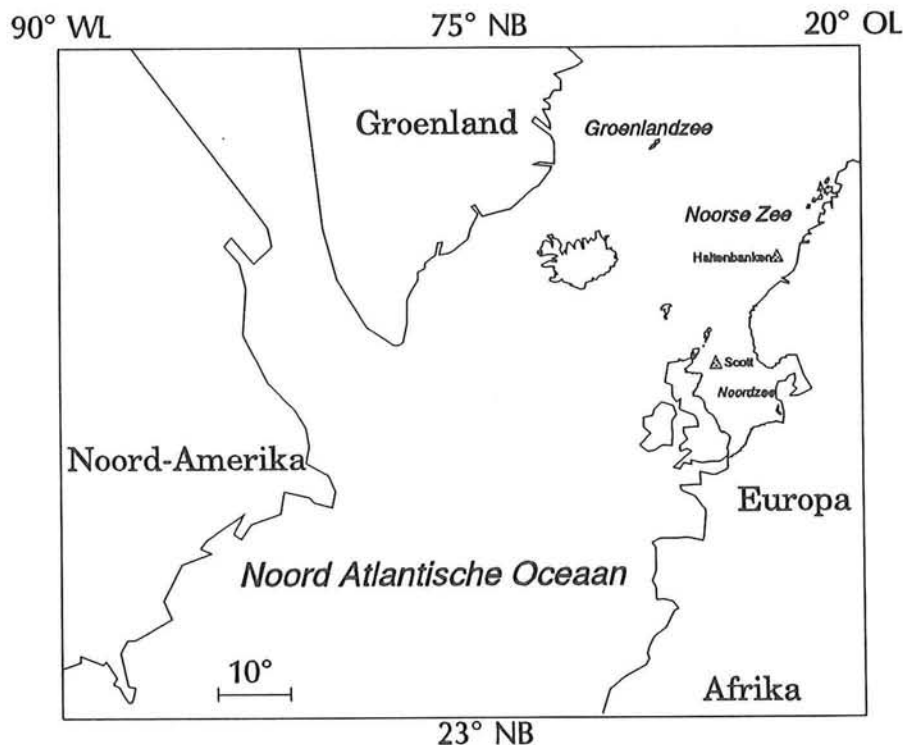 90° WL 75° NB 20° OL
Groenland
Groenlandzee
Noorse Zee
Haltenbanken
Scott
Noordzee
Noord-Amerika
Europa
Noord Atlantische Oceaan
10°
Afrika
23° NB